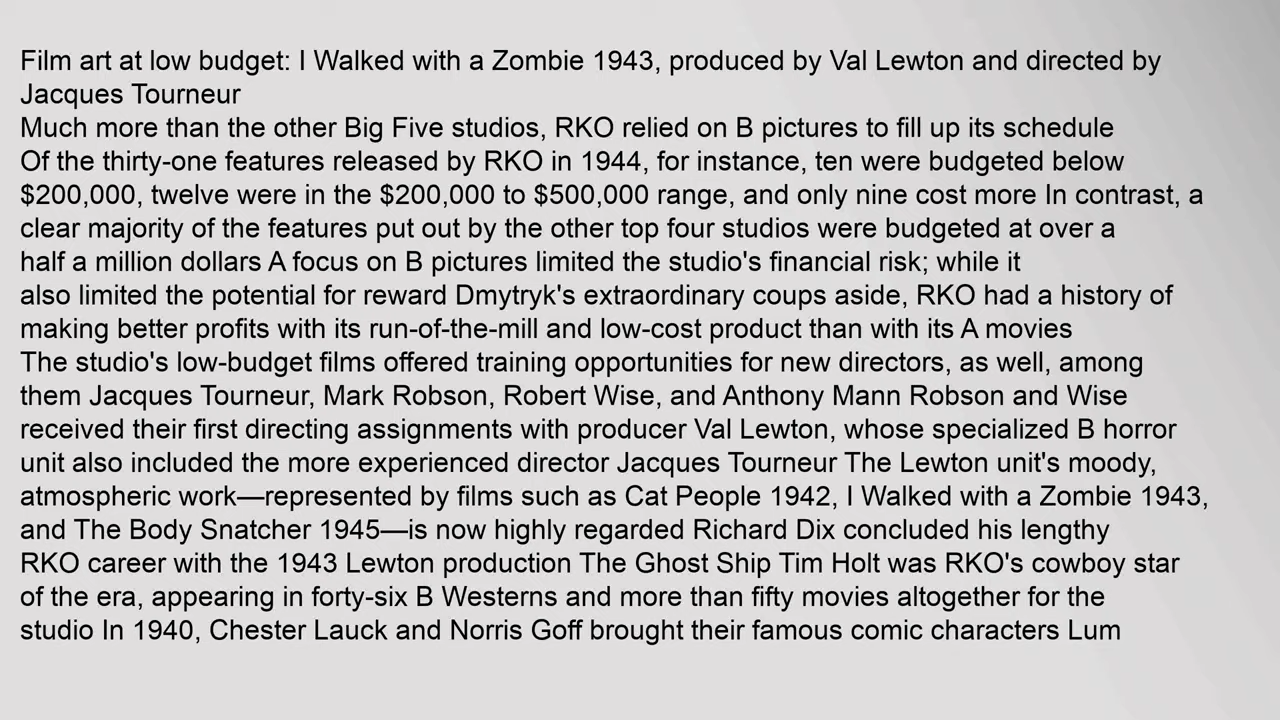 Film art at low budget: I Walked with a Zombie 1943, produced by Val Lewton and directed by
Jacques Tourneur
Much more than the other Big Five studios, RKO relied on B pictures to fill up its schedule
Of the thirty-one features released by RKO in 1944, for instance, ten were budgeted below
$200,000, twelve were in the $200,000 to $500,000 range, and only nine cost more In contrast, a
clear majority of the features put out by the other top four studios were budgeted at over a
half a million dollars A focus on B pictures limited the studio's financial risk; while it
also limited the potential for reward Dmytryk's extraordinary coups aside, RKO had a history of
making better profits with its run-of-the-mill and low-cost product than with its A movies
The studio's low-budget films offered training opportunities for new directors, as well, among
them Jacques Tourneur, Mark Robson, Robert Wise, and Anthony Mann Robson and Wise
received their first directing assignments with producer Val Lewton, whose specialized B horror
unit also included the more experienced director Jacques Tourneur The Lewton unit's moody,
atmospheric work—represented by films such as Cat People 1942, I Walked with a Zombie 1943,
and The Body Snatcher 1945—is now highly regarded Richard Dix concluded his lengthy
RKO career with the 1943 Lewton production The Ghost Ship Tim Holt was RKO's cowboy star
of the era, appearing in forty-six B Westerns and more than fifty movies altogether for the
studio In 1940, Chester Lauck and Norris Goff brought their famous comic characters Lum